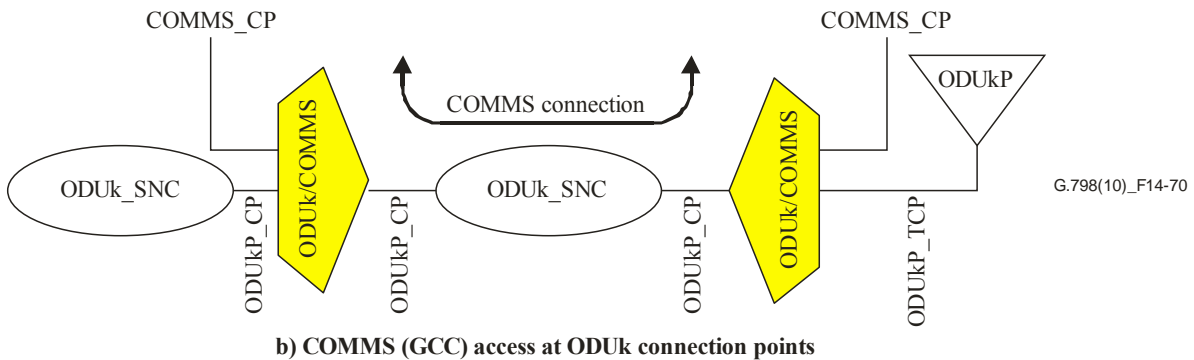 COMMS_CP
COMMS_CP
ODUkP
COMMS connection
ODUk/COMMS
ODUk/COMMS
ODUk_SNC
ODUk_SNC
G.798(10)_F14-70
ODUkP_CP
ODUkP_CP
ODUkP_CP
ODUkP_TCP
b) COMMS (GCC) access at ODUk connection points